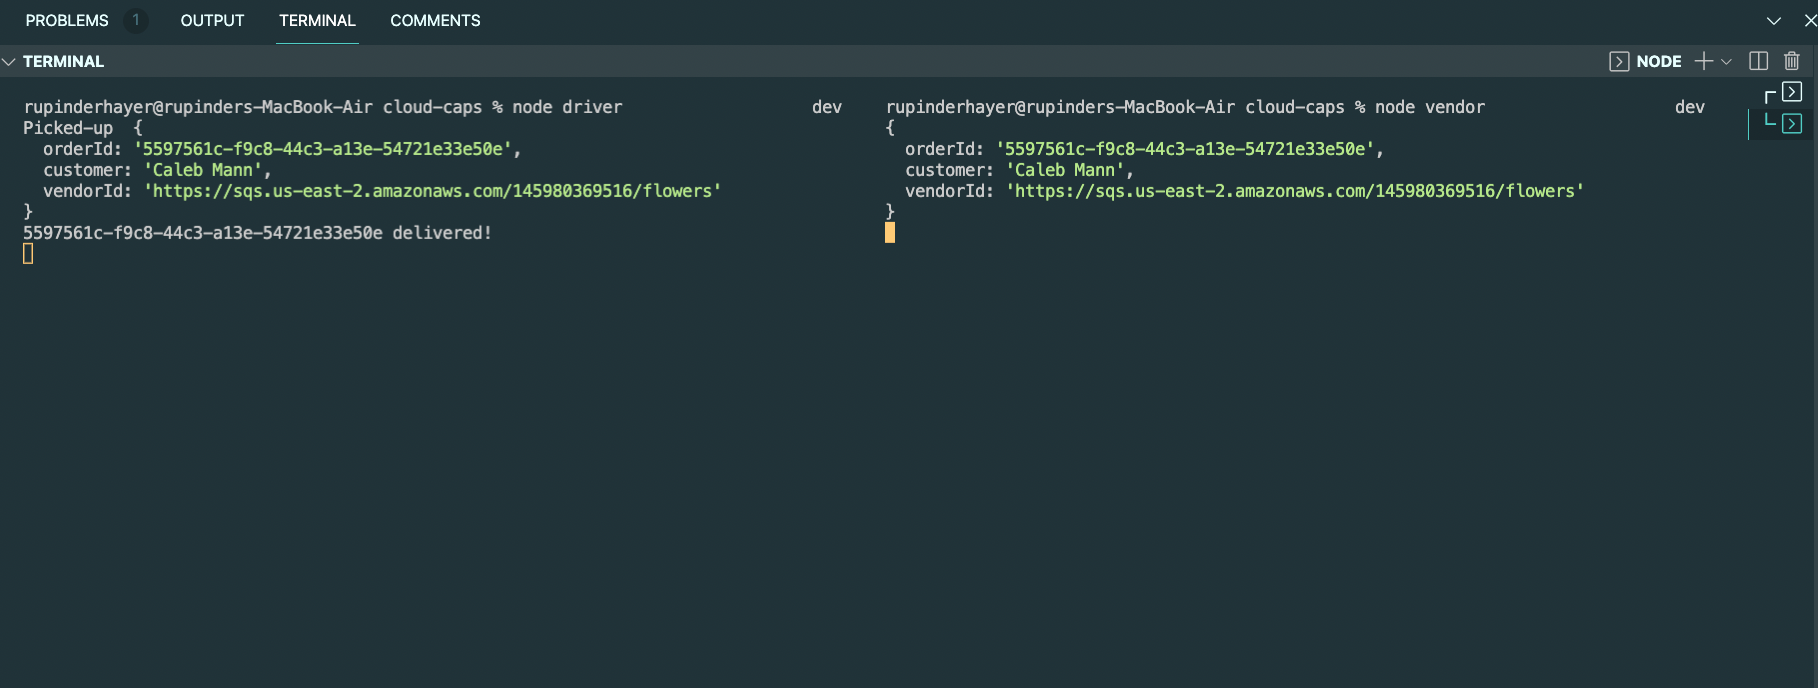 PROBLEMS 1 OUTPUT TERMINAL COMMENTS
TERMINAL
NODE
rupinderhayer@rupinders-MacBook-Air cloud-caps % node driver dev
Picked-up {
orderId: '5597561c-f9c8-44c3-a13e-54721e33e50e',
customer: 'Caleb Mann',
vendorId: 'https://sqs.us-east-2.amazonaws.com/145980369516/flowers'
}
5597561c-f9c8-44c3-a13e-54721e33e50e delivered!
rupinderhayer@rupinders-MacBook-Air cloud-caps % node vendor dev
{
orderId: '5597561c-f9c8-44c3-a13e-54721e33e50e',
customer: 'Caleb Mann',
vendorId: 'https://sqs.us-east-2.amazonaws.com/145980369516/flowers'
}